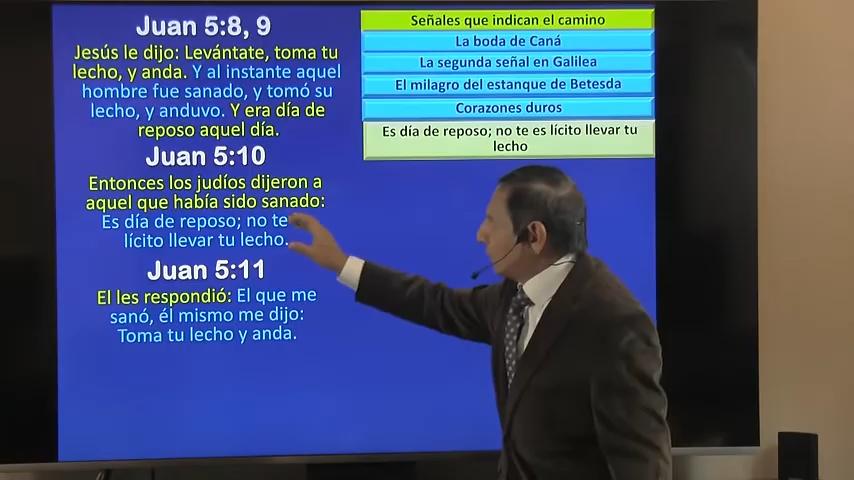 Juan 5:8, 9
Jesús le dijo: Levántate, toma tu
lecho, y anda. Y al instante aquel
hombre fue sanado, y tomó su
lecho, y anduvo. Y era día de
reposo aquel día.
Juan 5:10
Entonces los judíos dijeron a
aquel que había sido sanado:
Es día de reposo; no te
lícito llevar tu lecho.
Juan 5:11
El les respondió: El que me
sanó, él mismo me dijo:
Toma tu lecho y anda.
Señales que indican el camino
La boda de Caná
La segunda señal en Galilea
El milagro del estanque de Betesda
Corazones duros
Es día de reposo; no te es lícito llevar tu
lecho